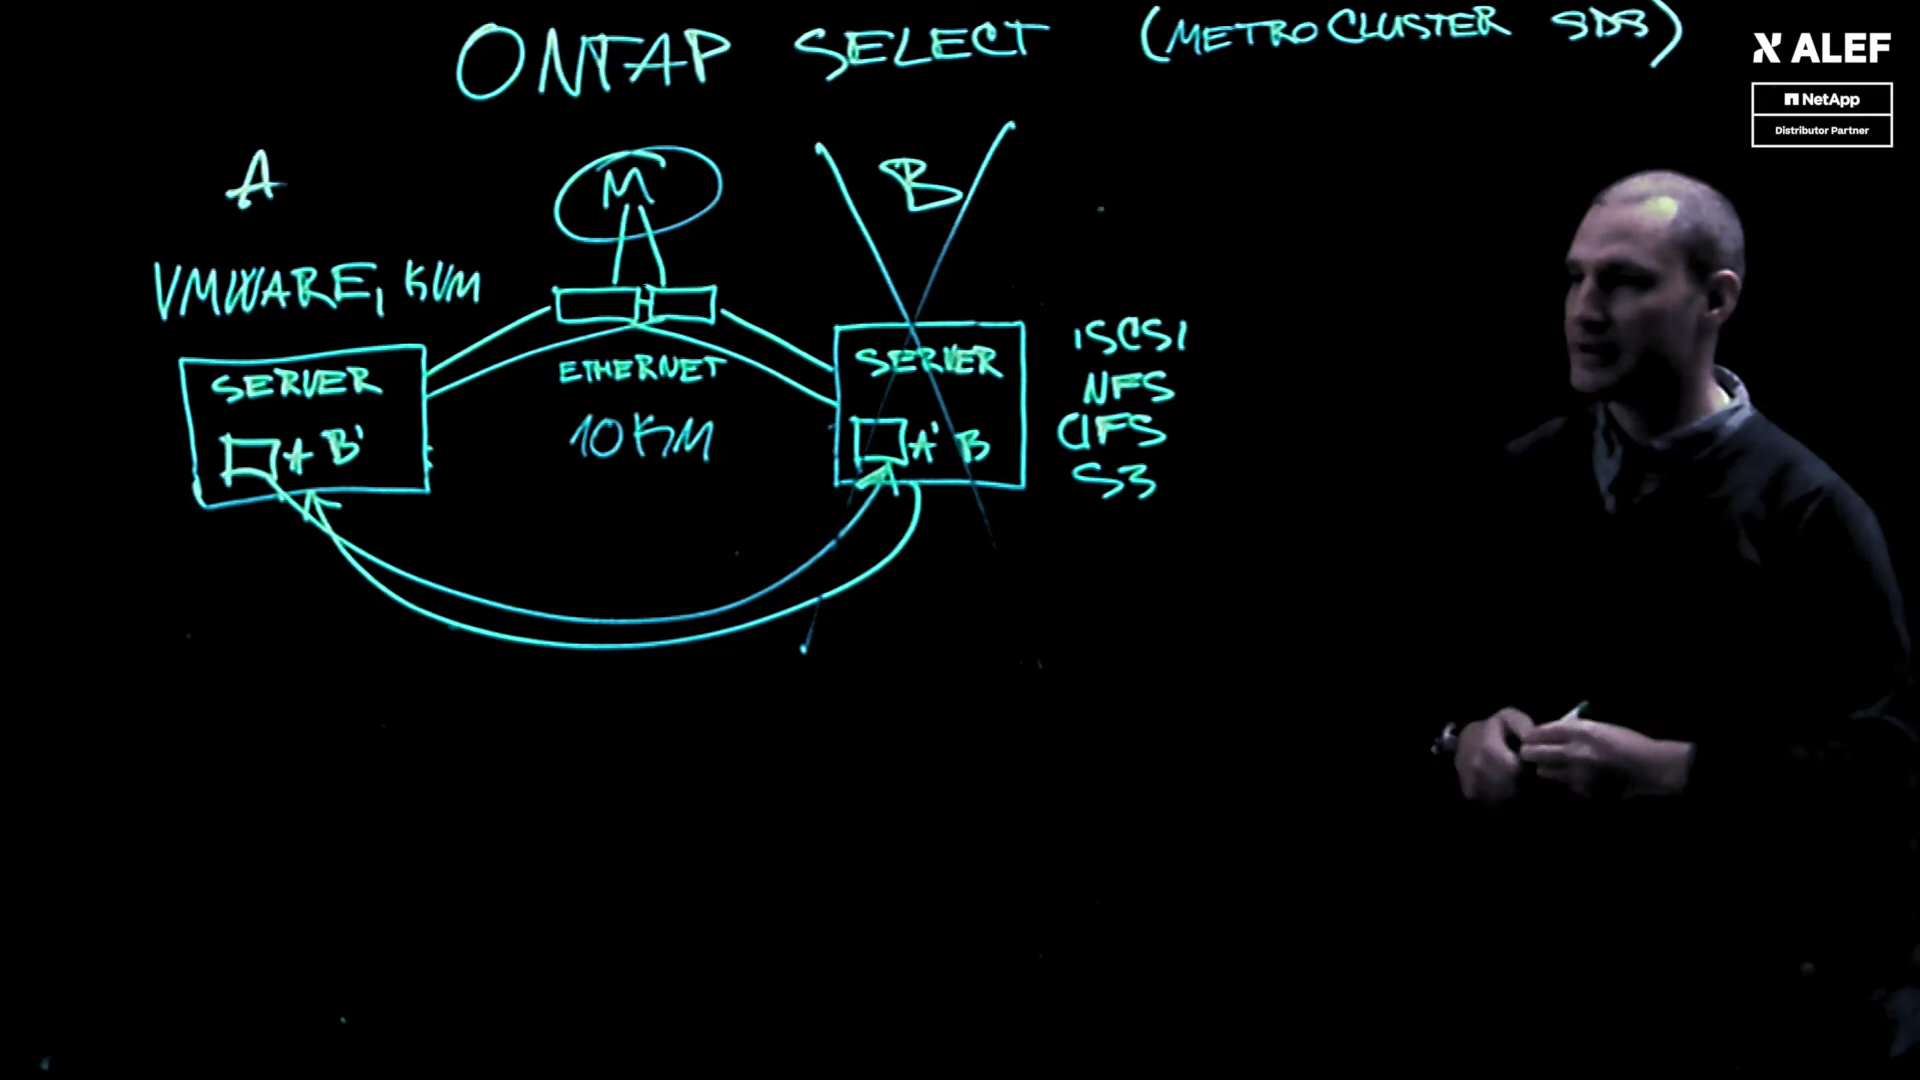 ONTAP SELECT (METROCLUSTER SDS)
X ALEF
NetApp
Distributor Partner
A
M
B
VMWARE, KVM
ETHERNET
10 KM
SERVER
A B'
SERVER
A' B
iSCSI
NFS
CIFS
S3